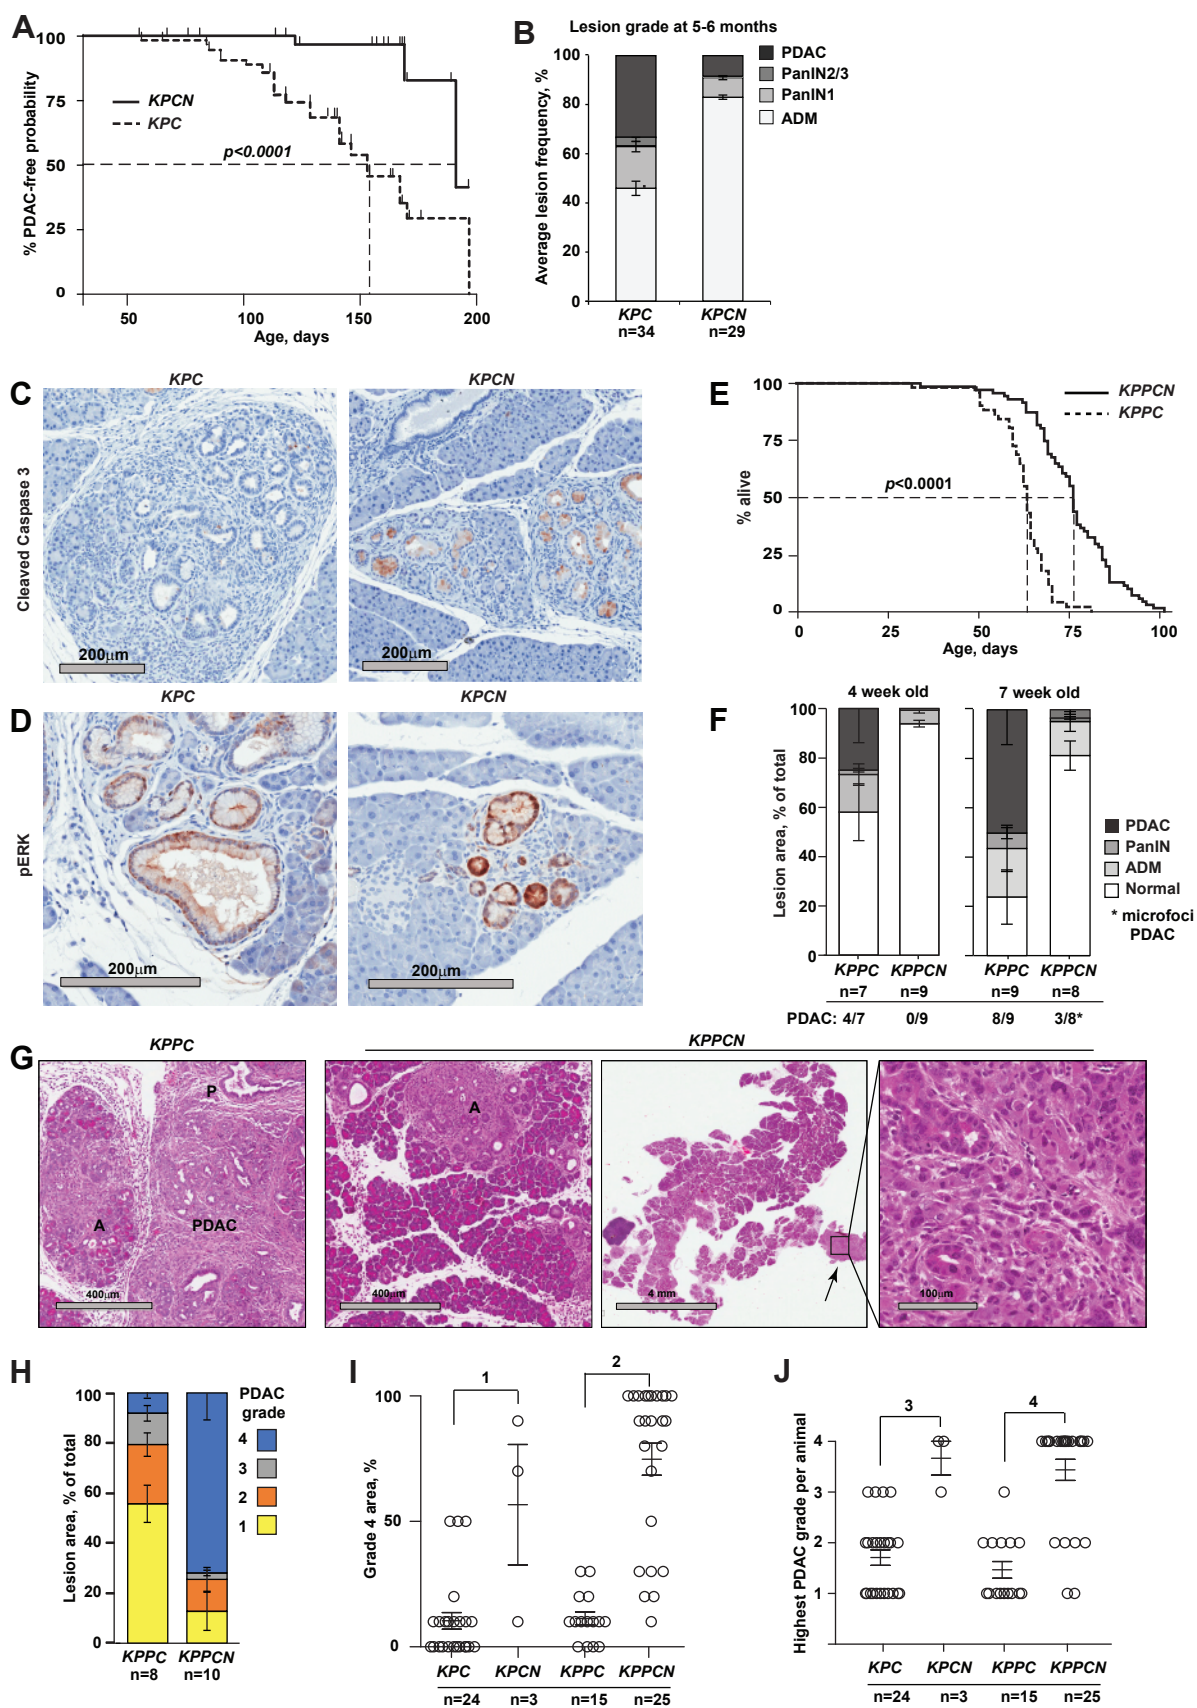 A
100
75
50
25
0
% PDAC-free probability
KPCN
KPC
p<0.0001
50
100
150
200
Age, days
B
Lesion grade at 5-6 months
100
80
60
40
20
0
Average lesion frequency, %
PDAC
PanIN2/3
PanIN1
ADM
KPC
KPCN
n=34
n=29
C
KPC
KPCN
Cleaved Caspase 3
200μm
200μm
D
KPC
KPCN
pERK
200μm
200μm
E
100
75
50
25
0
% alive
KPPCN
KPPC
p<0.0001
0
25
50
75
100
Age, days
F
4 week old
7 week old
100
80
60
40
20
0
Lesion area, % of total
PDAC
PanIN
ADM
Normal
* microfoci
PDAC
KPPC
KPPCN
KPPC
KPPCN
n=7
n=9
n=9
n=8
PDAC: 4/7
0/9
8/9
3/8*
G
KPPC
KPPCN
P
A
PDAC
400μm
A
400μm
4 mm
100μm
H
100
80
60
40
20
0
Lesion area, % of total
PDAC
grade
4
3
2
1
KPPC
KPPCN
n=8
n=10
I
1
2
100
50
0
Grade 4 area, %
KPC
KPCN
KPPC
KPPCN
n=24
n=3
n=15
n=25
J
3
4
4
3
2
1
Highest PDAC grade per animal
KPC
KPCN
KPPC
KPPCN
n=24
n=3
n=15
n=25